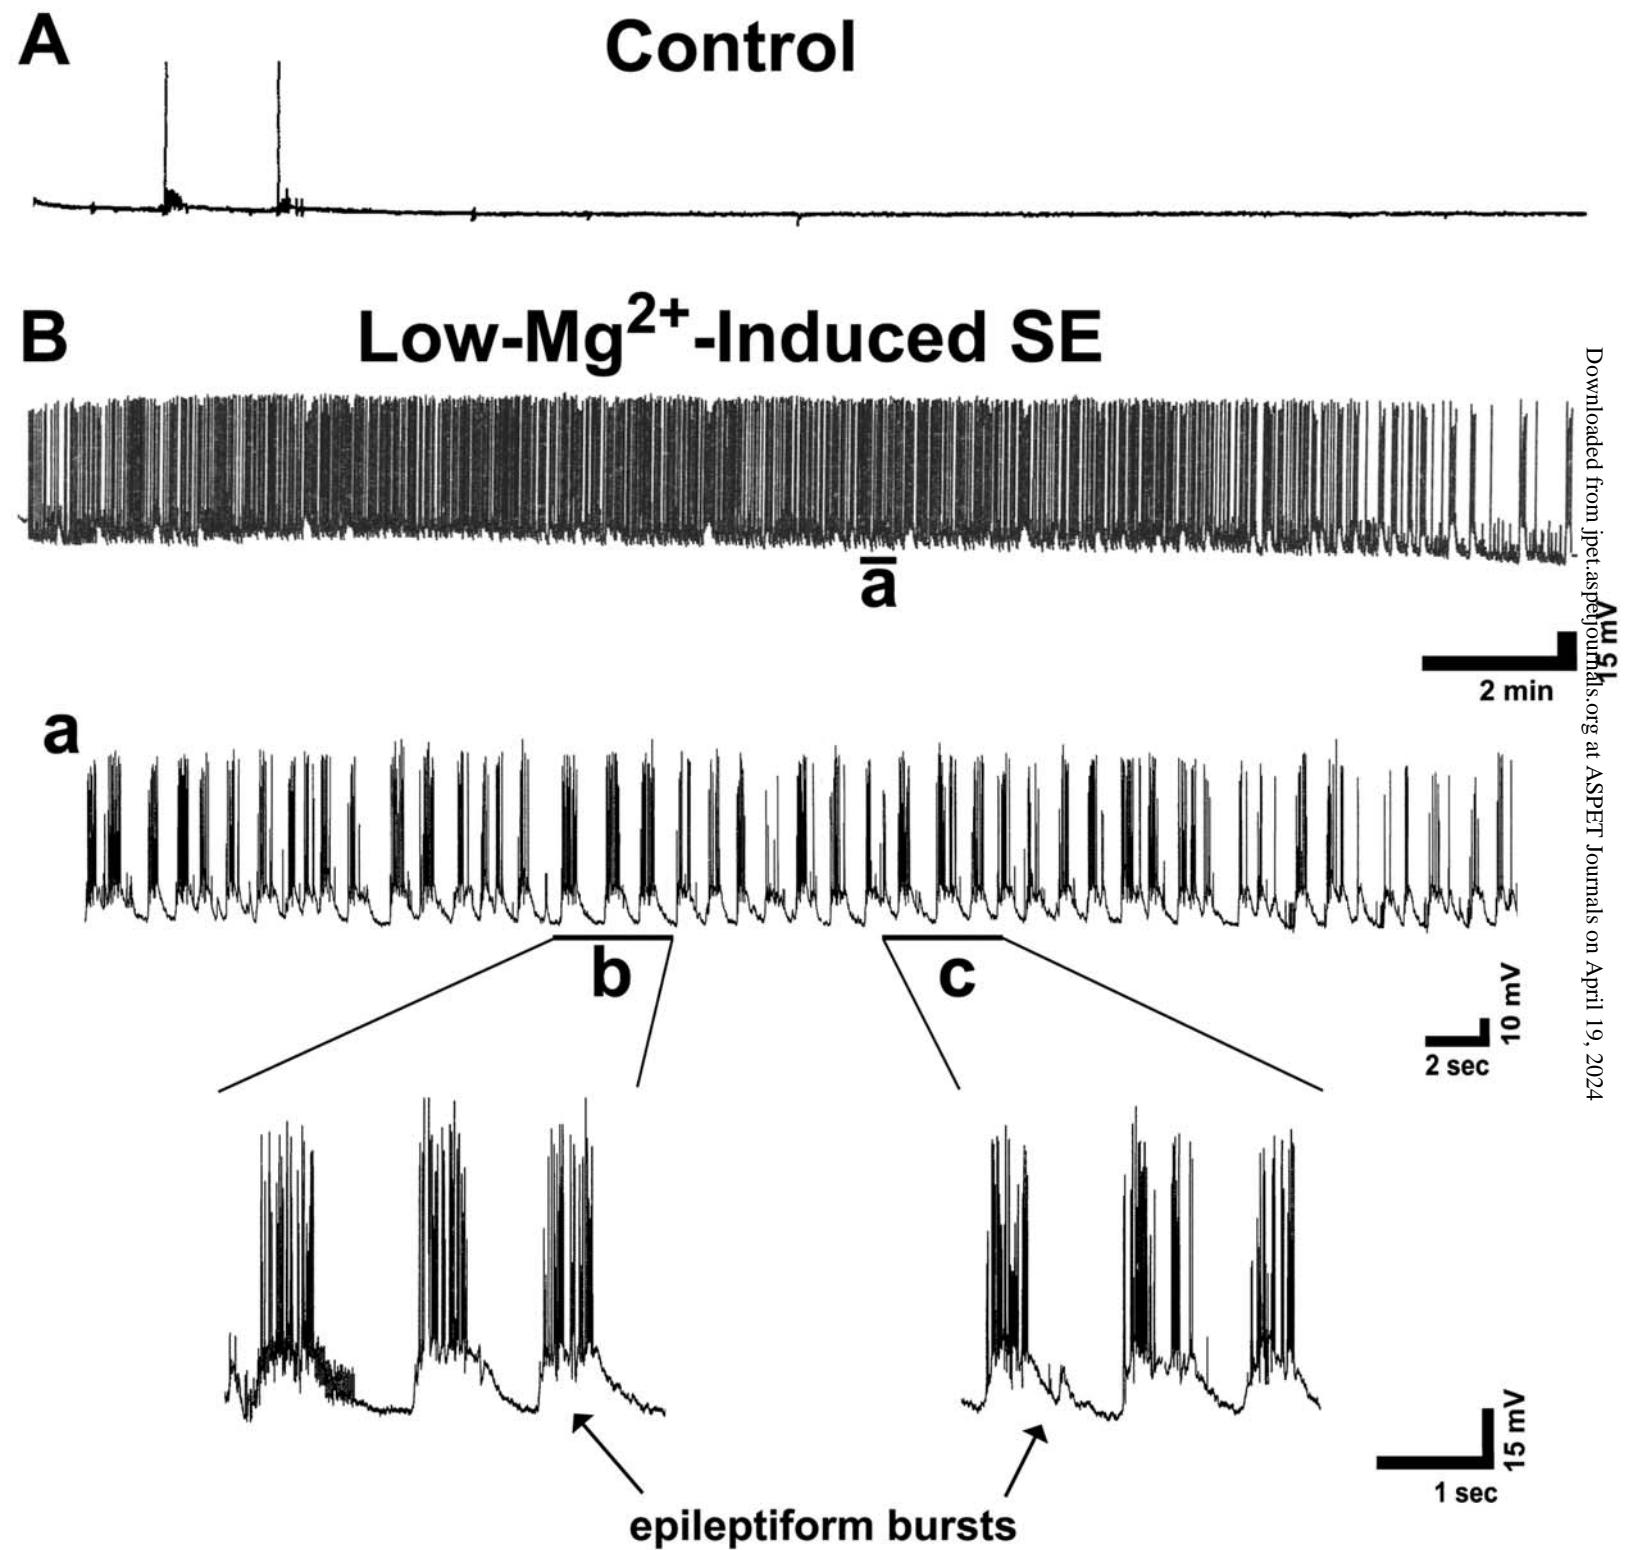 A
Control
B
Low-Mg2+-Induced SE
a
15 mV
2 min
a
b
c
10 mV
2 sec
15 mV
1 sec
epileptiform bursts
Downloaded from jpet.aspetjournals.org at ASPET Journals on April 19, 2024